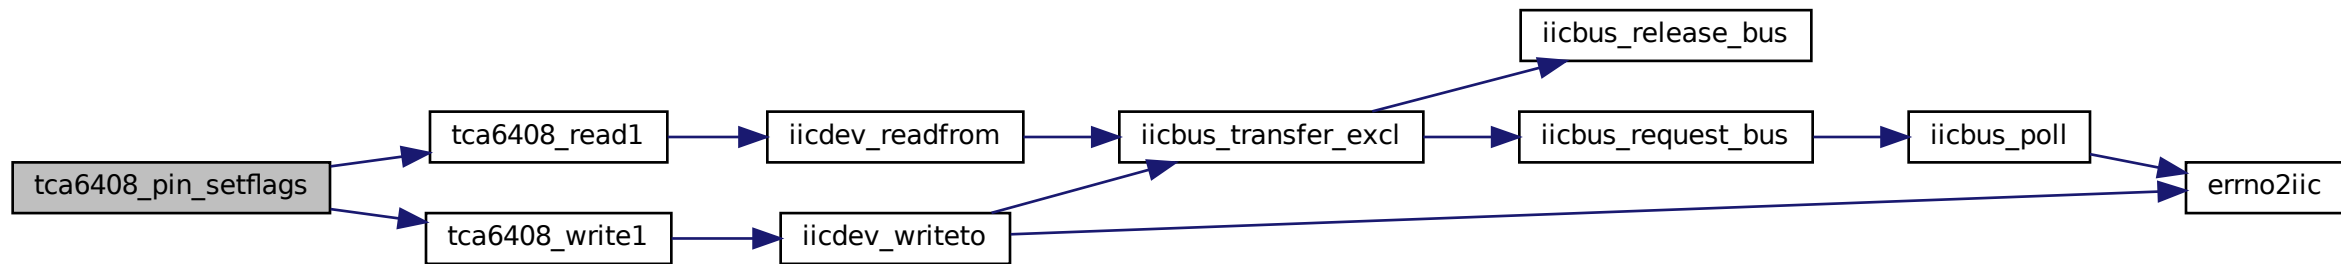 tca6408_pin_setflags
tca6408_read1
tca6408_write1
iicdev_readfrom
iicdev_writeto
iicbus_transfer_excl
iicbus_release_bus
iicbus_request_bus
iicbus_poll
errno2iic